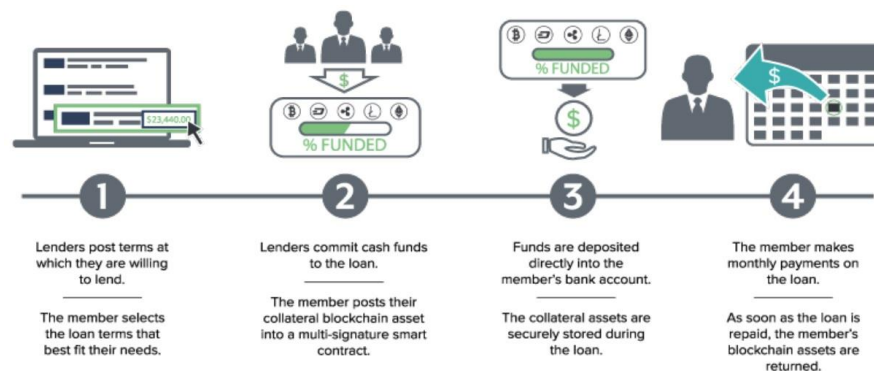 $23,440.00
$
% FUNDED
% FUNDED
$
$
1
2
3
4
Lenders post terms at
which they are willing
to lend.
The member selects
the loan terms that
best fit their needs.
Lenders commit cash funds
to the loan.
The member posts their
collateral blockchain asset
into a multi-signature smart
contract.
Funds are deposited
directly into the
member's bank account.
The collateral assets are
securely stored during
the loan.
The member makes
monthly payments on
the loan.
As soon as the loan is
repaid, the member's
blockchain assets are
returned.